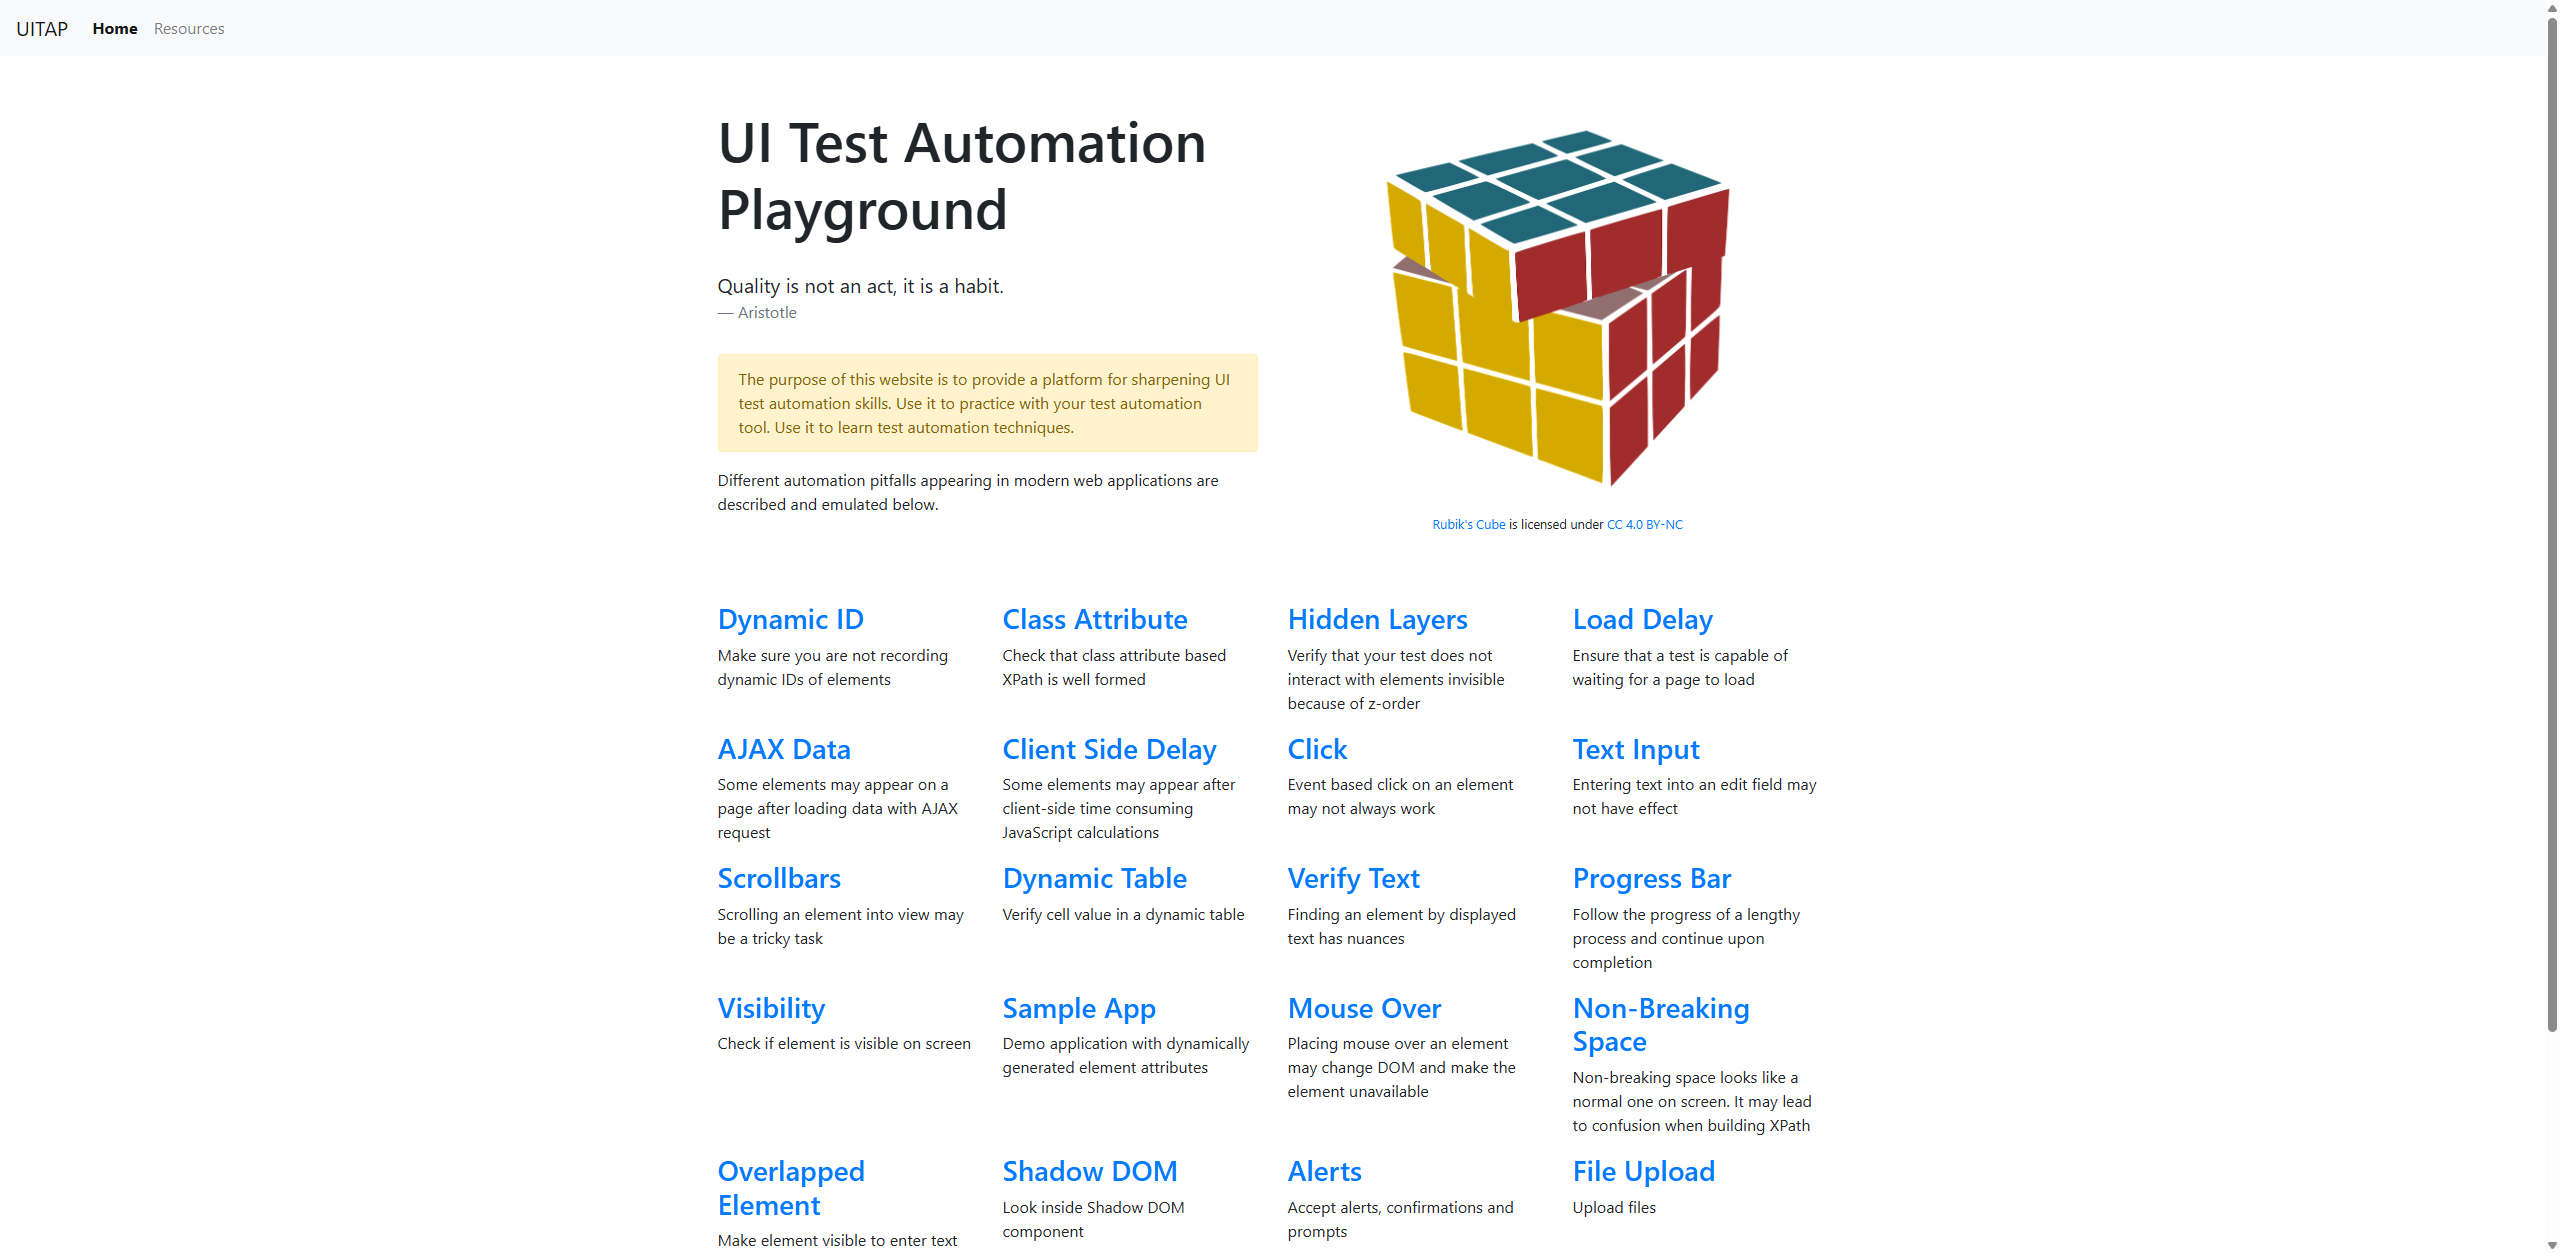 UITAP Home Resources
UI Test Automation
Playground
Quality is not an act, it is a habit.
— Aristotle
The purpose of this website is to provide a platform for sharpening UI
test automation skills. Use it to practice with your test automation
tool. Use it to learn test automation techniques.
Different automation pitfalls appearing in modern web applications are
described and emulated below.
Rubik's Cube is licensed under CC 4.0 BY-NC
Dynamic ID
Make sure you are not recording
dynamic IDs of elements
Class Attribute
Check that class attribute based
XPath is well formed
Hidden Layers
Verify that your test does not
interact with elements invisible
because of z-order
Load Delay
Ensure that a test is capable of
waiting for a page to load
AJAX Data
Some elements may appear on a
page after loading data with AJAX
request
Client Side Delay
Some elements may appear after
client-side time consuming
JavaScript calculations
Click
Event based click on an element
may not always work
Text Input
Entering text into an edit field may
not have effect
Scrollbars
Scrolling an element into view may
be a tricky task
Dynamic Table
Verify cell value in a dynamic table
Verify Text
Finding an element by displayed
text has nuances
Progress Bar
Follow the progress of a lengthy
process and continue upon
completion
Visibility
Check if element is visible on screen
Sample App
Demo application with dynamically
generated element attributes
Mouse Over
Placing mouse over an element
may change DOM and make the
element unavailable
Non-Breaking
Space
Non-breaking space looks like a
normal one on screen. It may lead
to confusion when building XPath
Overlapped
Element
Make element visible to enter text
Shadow DOM
Look inside Shadow DOM
component
Alerts
Accept alerts, confirmations and
prompts
File Upload
Upload files